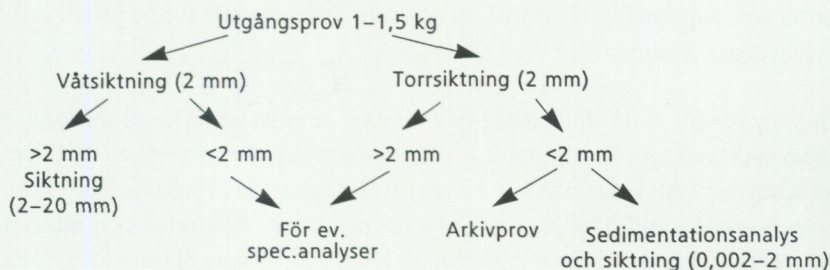 Utgångsprov 1–1,5 kg
Våtsiktning (2 mm)
Torrsiktning (2 mm)
>2 mm
Siktning
(2–20 mm)
<2 mm
>2 mm
<2 mm
För ev.
spec.analyser
Arkivprov
Sedimentationsanalys
och siktning (0,002–2 mm)